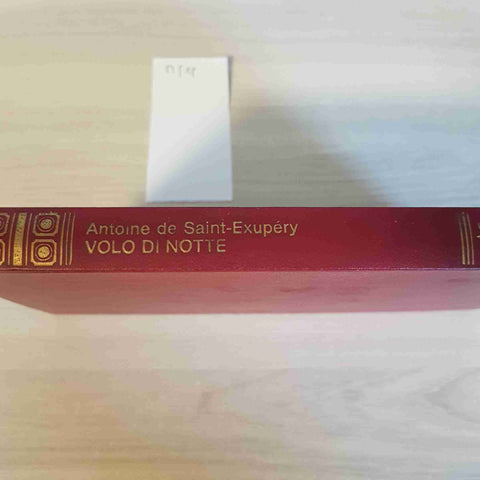 Antoine de Saint-Exupéry
VOLO DI NOTTE